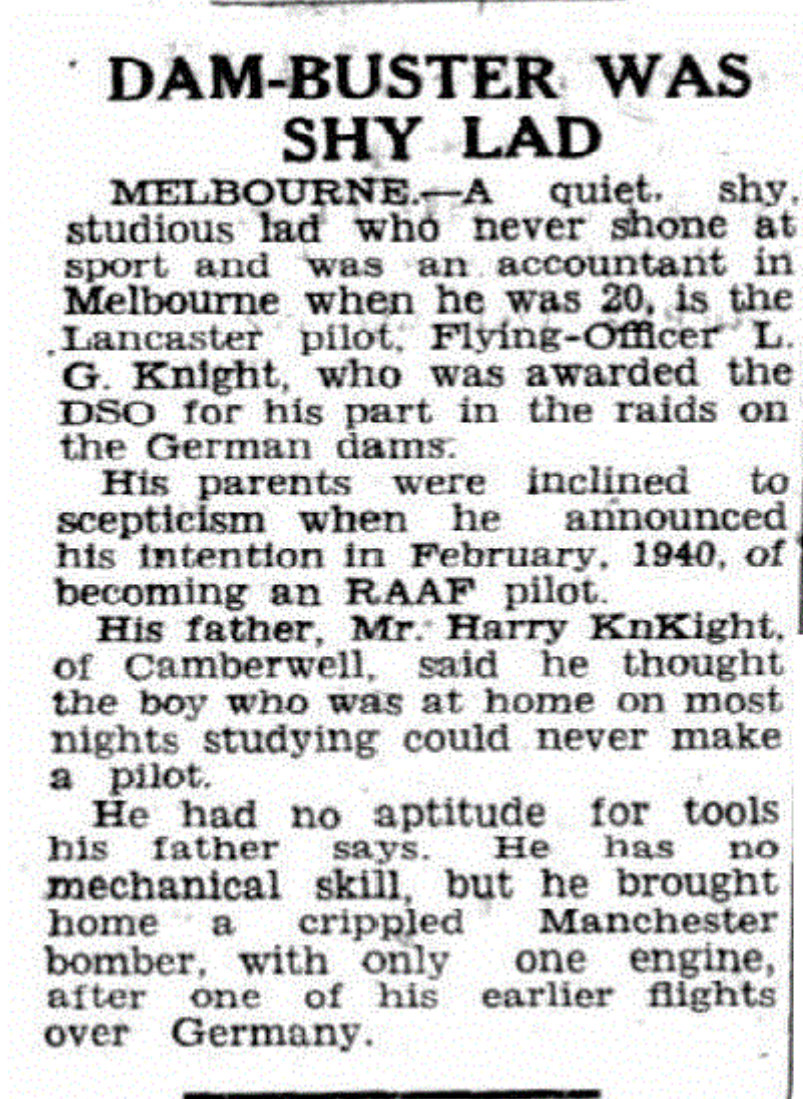 DAM-BUSTER WAS
SHY LAD
MELBOURNE.—A quiet, shy,
studious lad who never shone at
sport and was an accountant in
Melbourne when he was 20, is the
Lancaster pilot, Flying-Officer L.
G. Knight, who was awarded the
DSO for his part in the raids on
the German dams.
His parents were inclined to
scepticism when he announced
his intention in February, 1940, of
becoming an RAAF pilot.
His father, Mr. Harry KnKight,
of Camberwell, said he thought
the boy who was at home on most
nights studying could never make
a pilot.
He had no aptitude for tools
his father says. He has no
mechanical skill, but he brought
home a crippled Manchester
bomber, with only one engine,
after one of his earlier flights
over Germany.